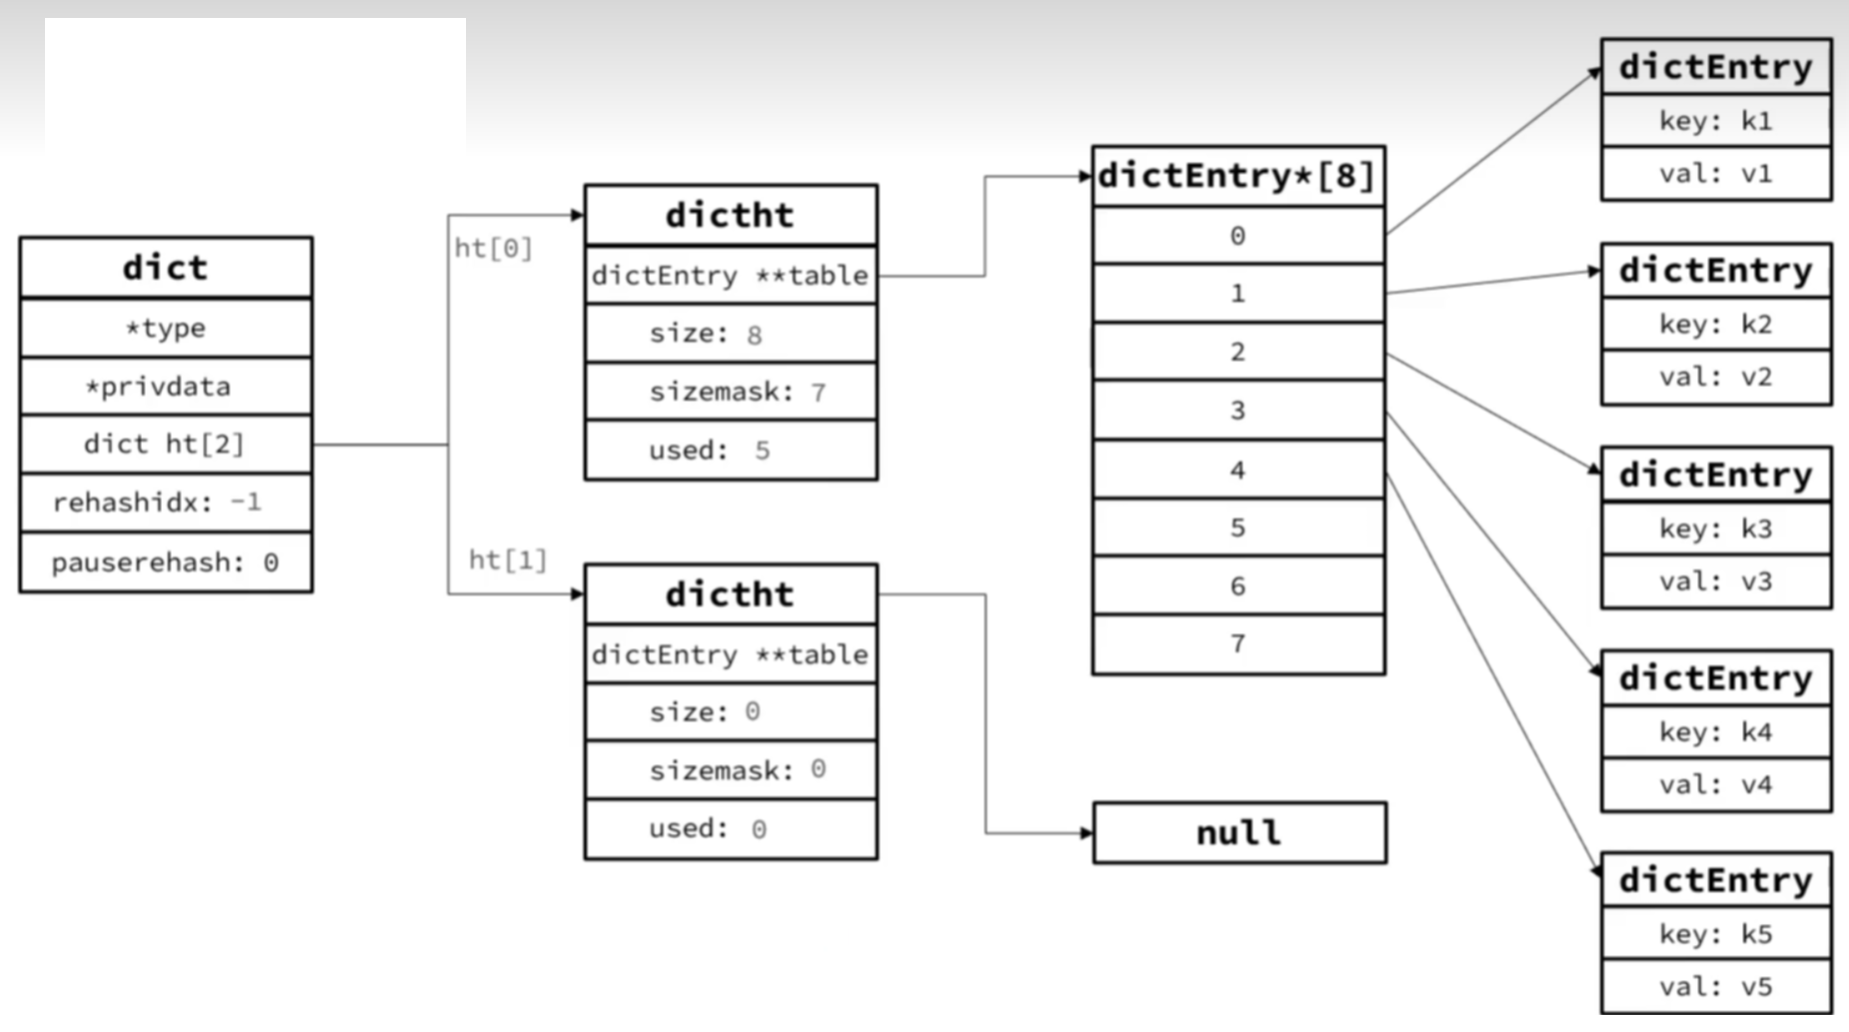 dict
*type
*privdata
dict ht[2]
rehashidx: -1
pauserehash: 0
ht[0]
ht[1]
dictht
dictEntry **table
size: 8
sizemask: 7
used: 5
dictht
dictEntry **table
size: 0
sizemask: 0
used: 0
dictEntry*[8]
0
1
2
3
4
5
6
7
null
dictEntry
key: k1
val: v1
dictEntry
key: k2
val: v2
dictEntry
key: k3
val: v3
dictEntry
key: k4
val: v4
dictEntry
key: k5
val: v5